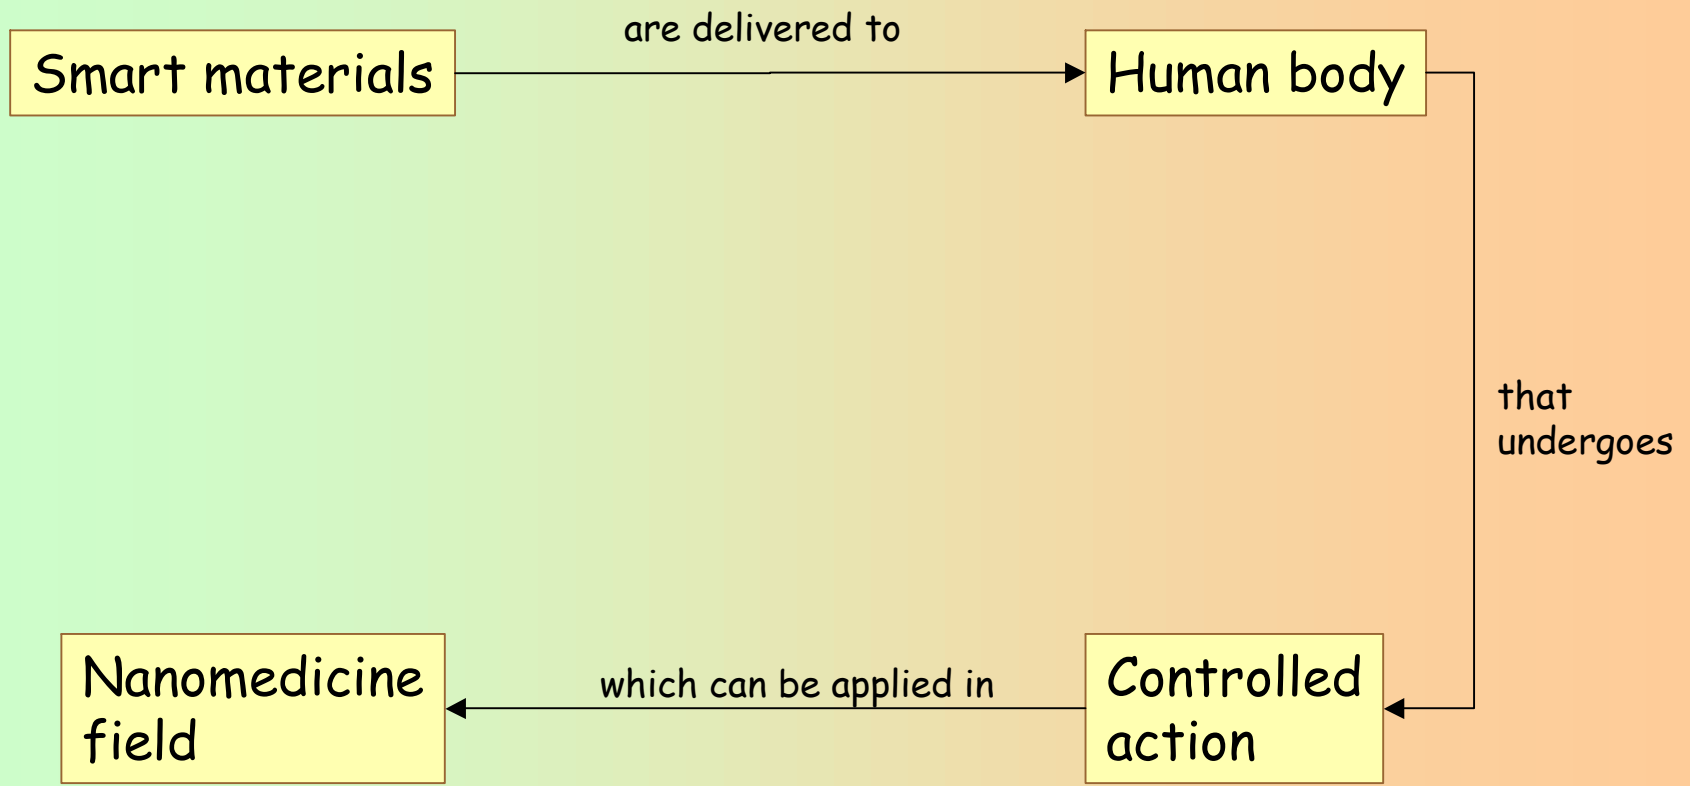 are delivered to
Smart materials
Human body
that
undergoes
Controlled
action
which can be applied in
Nanomedicine
field